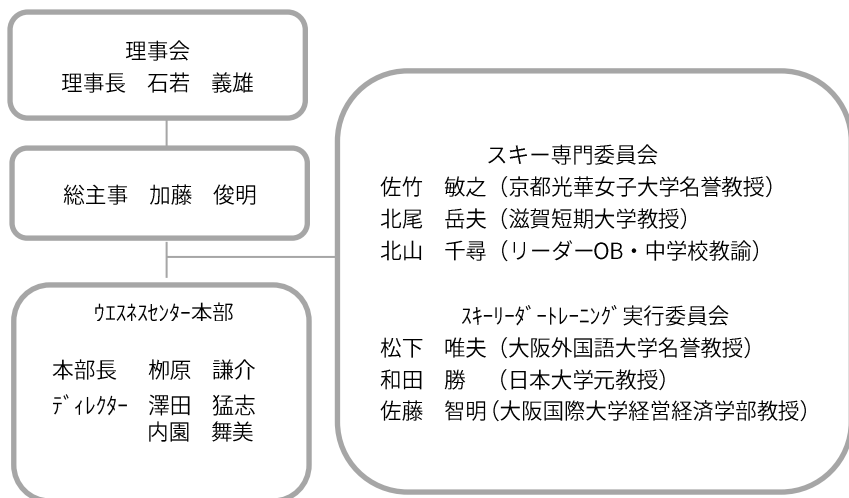 理事会
理事長　石若　義雄
総主事　加藤　俊明
ｳｴｽﾈｽｾﾝﾀｰ本部
本部長　栁原　謙介
ﾃﾞｨﾚｸﾀｰ　澤田　猛志
内園　舞美
スキー専門委員会
佐竹　敏之（京都光華女子大学名誉教授）
北尾　岳夫（滋賀短期大学教授）
北山　千尋（リーダーOB・中学校教諭）
ｽｷｰﾘｰﾀﾞｰﾄﾚｰﾆﾝｸﾞ実行委員会
松下　唯夫（大阪外国語大学名誉教授）
和田　勝　（日本大学元教授）
佐藤　智明（大阪国際大学経営経済学部教授）